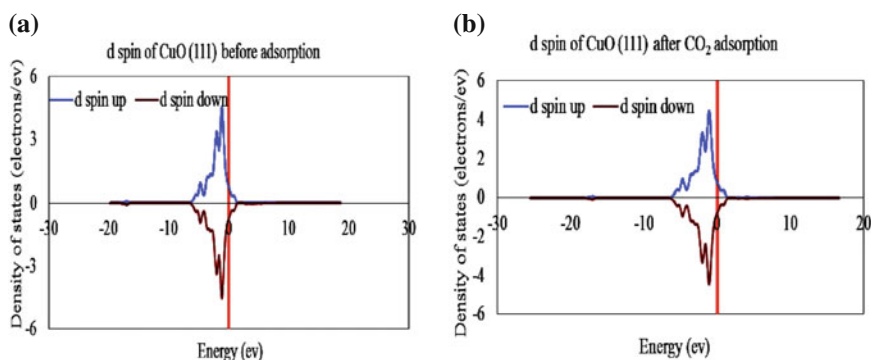 (a)
d spin of CuO (111) before adsorption
Density of states (electrons/ev)
6
3
0
-3
-6
d spin up
d spin down
-30
-20
-10
0
10
20
30
Energy (ev)
(b)
d spin of CuO (111) after CO₂ adsorption
Density of states (electrons/ev)
6
4
2
0
-2
-4
-6
d spin up
d spin down
-30
-20
-10
0
10
20
Energy (ev)